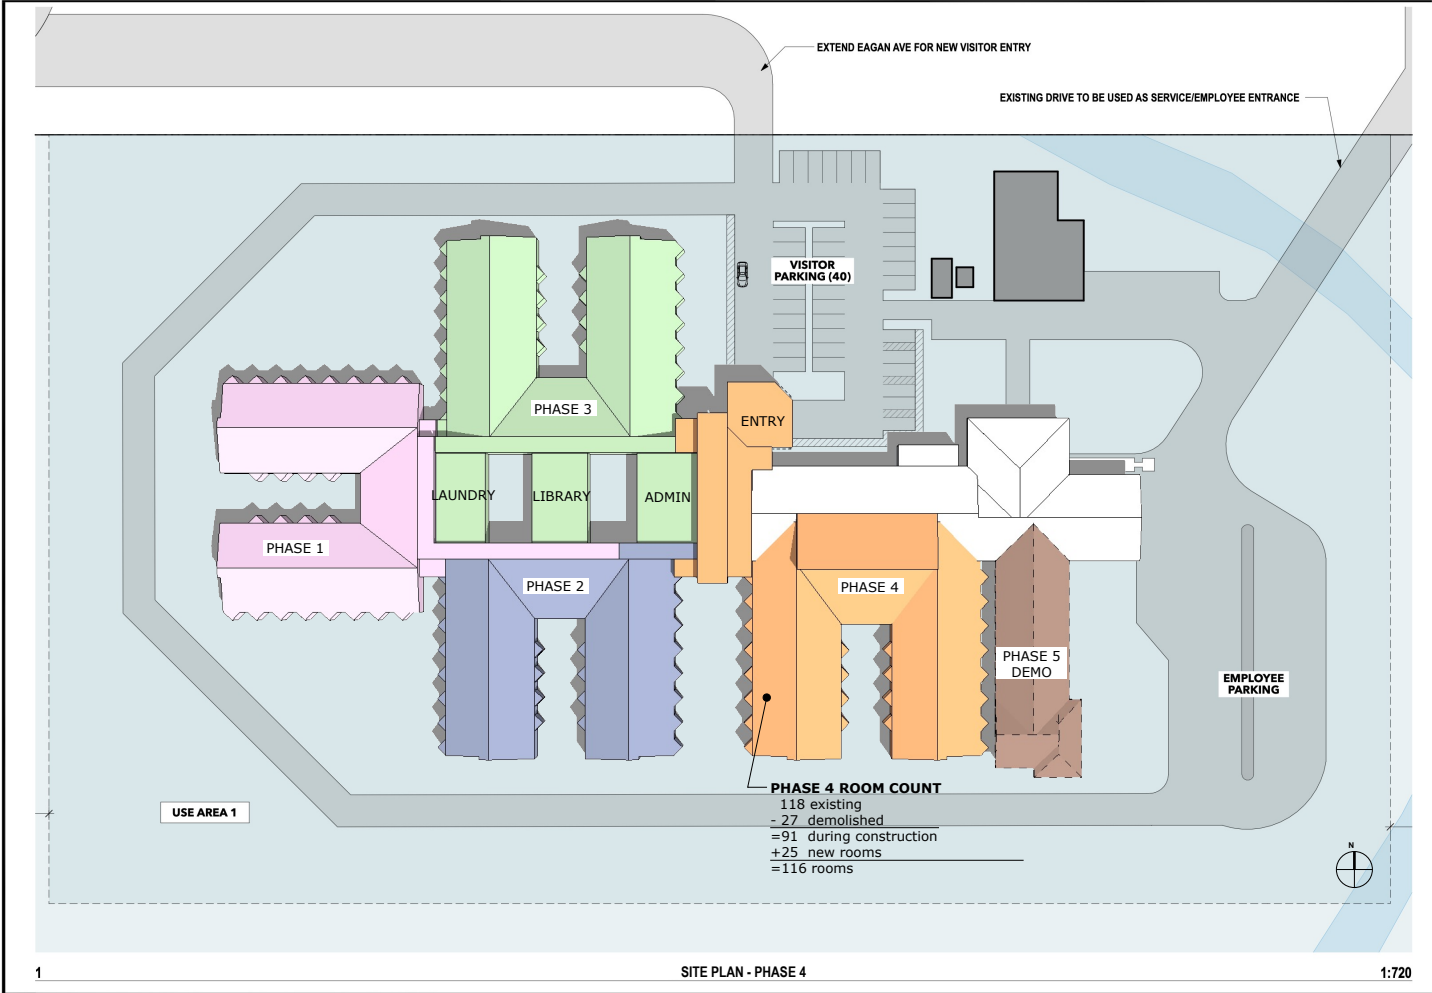 EXTEND EAGAN AVE FOR NEW VISITOR ENTRY
EXISTING DRIVE TO BE USED AS SERVICE/EMPLOYEE ENTRANCE
VISITOR
PARKING (40)
PHASE 3
ENTRY
LAUNDRY
LIBRARY
ADMIN
PHASE 1
PHASE 2
PHASE 4
PHASE 5
DEMO
EMPLOYEE
PARKING
USE AREA 1
PHASE 4 ROOM COUNT
118 existing
- 27 demolished
=91 during construction
+25 new rooms
=116 rooms
N
1
SITE PLAN - PHASE 4
1:720